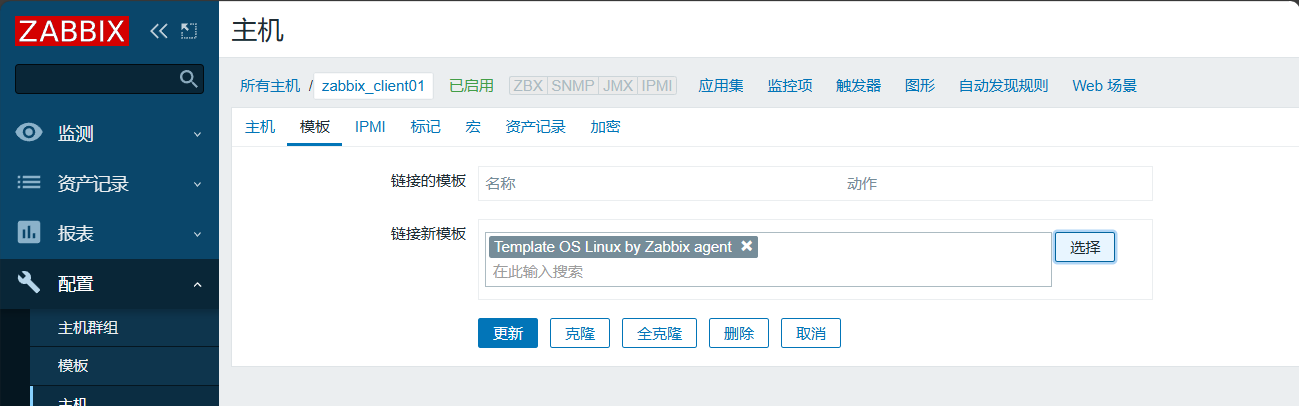 ZABBIX
主机
所有主机 / zabbix_client01 已启用 ZBX SNMP JMX IPMI 应用集 监控项 触发器 图形 自动发现规则 Web 场景
主机 模板 IPMI 标记 宏 资产记录 加密
监测
资产记录
报表
配置
主机群组
模板
主机
链接的模板 名称 动作
链接新模板 Template OS Linux by Zabbix agent 选择
在此输入搜索
更新 克隆 全克隆 删除 取消